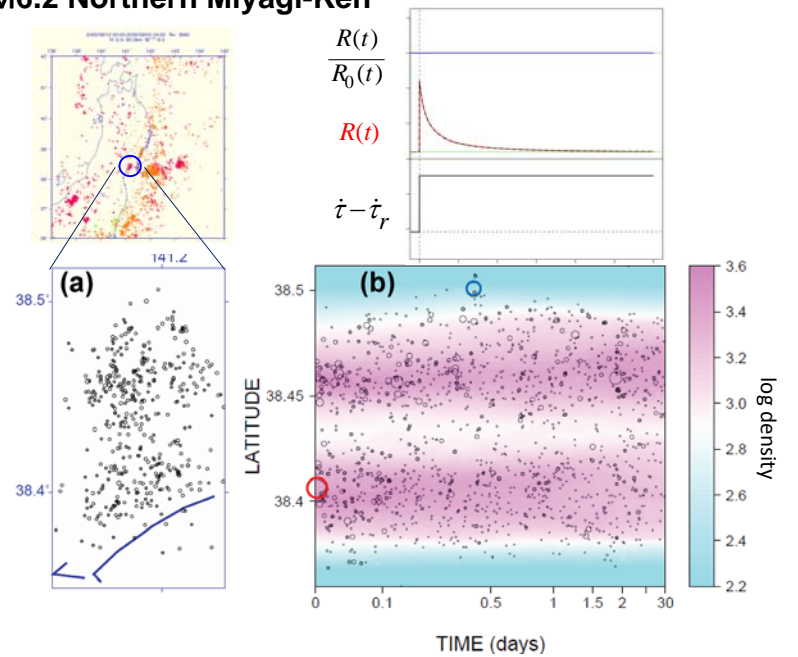 M6.2 Northern Miyagi-Ken
R(t)
R₀(t)
R(t)
τ̇ − τ̇ᵣ
141.2
(a)
38.5°
38.4°
(b)
38.5
38.45
38.4
LATITUDE
0 0.1 0.5 1 1.5 2 30
TIME (days)
3.6
3.4
3.2
3.0
2.8
2.6
2.4
2.2
log density